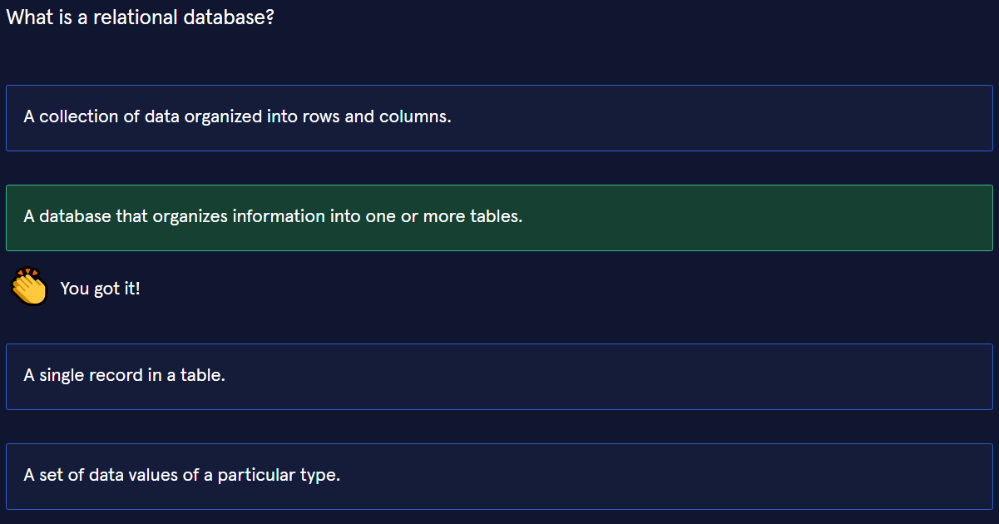 What is a relational database?
A collection of data organized into rows and columns.
A database that organizes information into one or more tables.
You got it!
A single record in a table.
A set of data values of a particular type.